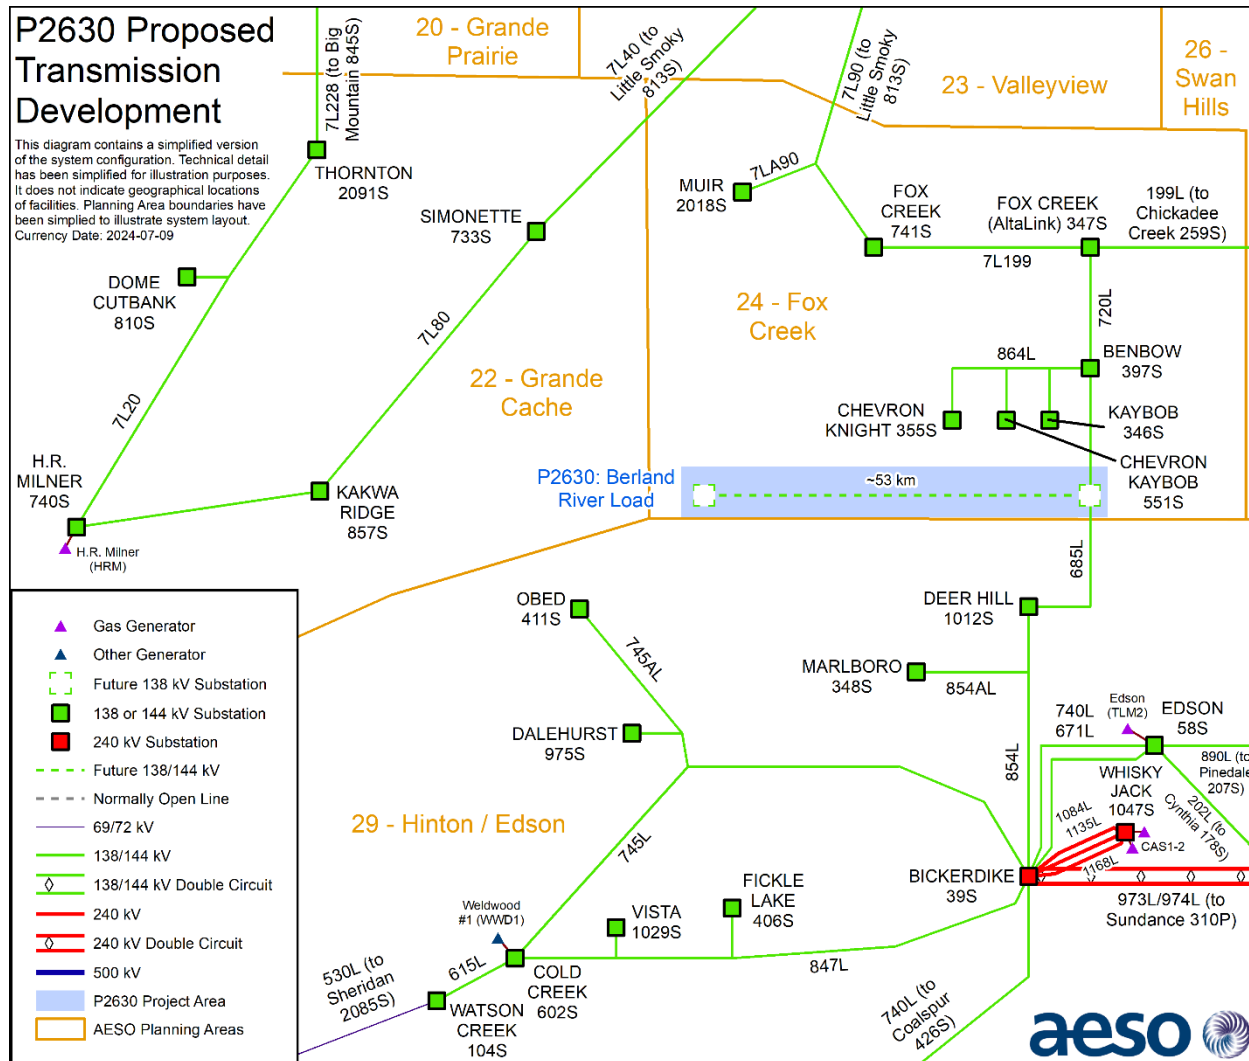 P2630 Proposed
Transmission
Development
This diagram contains a simplified version
of the system configuration. Technical detail
has been simplified for illustration purposes.
It does not indicate geographical locations
of facilities. Planning Area boundaries have
been simplied to illustrate system layout.
Currency Date: 2024-07-09
7L228 (to Big
Mountain 845S)
20 - Grande
Prairie
7L40 (to
Little Smoky
813S)
7L90 (to
Little Smoky
813S)
23 - Valleyview
26 -
Swan
Hills
THORNTON
2091S
SIMONETTE
733S
MUIR
2018S
7LA90
FOX
CREEK
741S
FOX CREEK
(AltaLink) 347S
199L (to
Chickadee
Creek 259S)
7L199
DOME
CUTBANK
810S
7L80
24 - Fox
Creek
720L
22 - Grande
Cache
864L
BENBOW
397S
7L20
CHEVRON
KNIGHT 355S
KAYBOB
346S
CHEVRON
KAYBOB
551S
H.R.
MILNER
740S
KAKWA
RIDGE
857S
P2630: Berland
River Load
~53 km
H.R. Milner
(HRM)
685L
OBED
411S
DEER HILL
1012S
745AL
MARLBORO
348S
854AL
DALEHURST
975S
854L
740L
671L
Edson
(TLM2)
EDSON
58S
890L (to
Pinedale
207S)
WHISKY
JACK
1047S
202L (to
Cynthia 178S)
1084L
1135L
1168L
CAS1-2
29 - Hinton / Edson
745L
BICKERDIKE
39S
973L/974L (to
Sundance 310P)
FICKLE
LAKE
406S
VISTA
1029S
Weldwood
#1 (WWD1)
847L
COLD
CREEK
602S
615L
530L (to
Sheridan
2085S)
WATSON
CREEK
104S
740L (to
Coalspur
426S)
Gas Generator
Other Generator
Future 138 kV Substation
138 or 144 kV Substation
240 kV Substation
Future 138/144 kV
Normally Open Line
69/72 kV
138/144 kV
138/144 kV Double Circuit
240 kV
240 kV Double Circuit
500 kV
P2630 Project Area
AESO Planning Areas
aeso